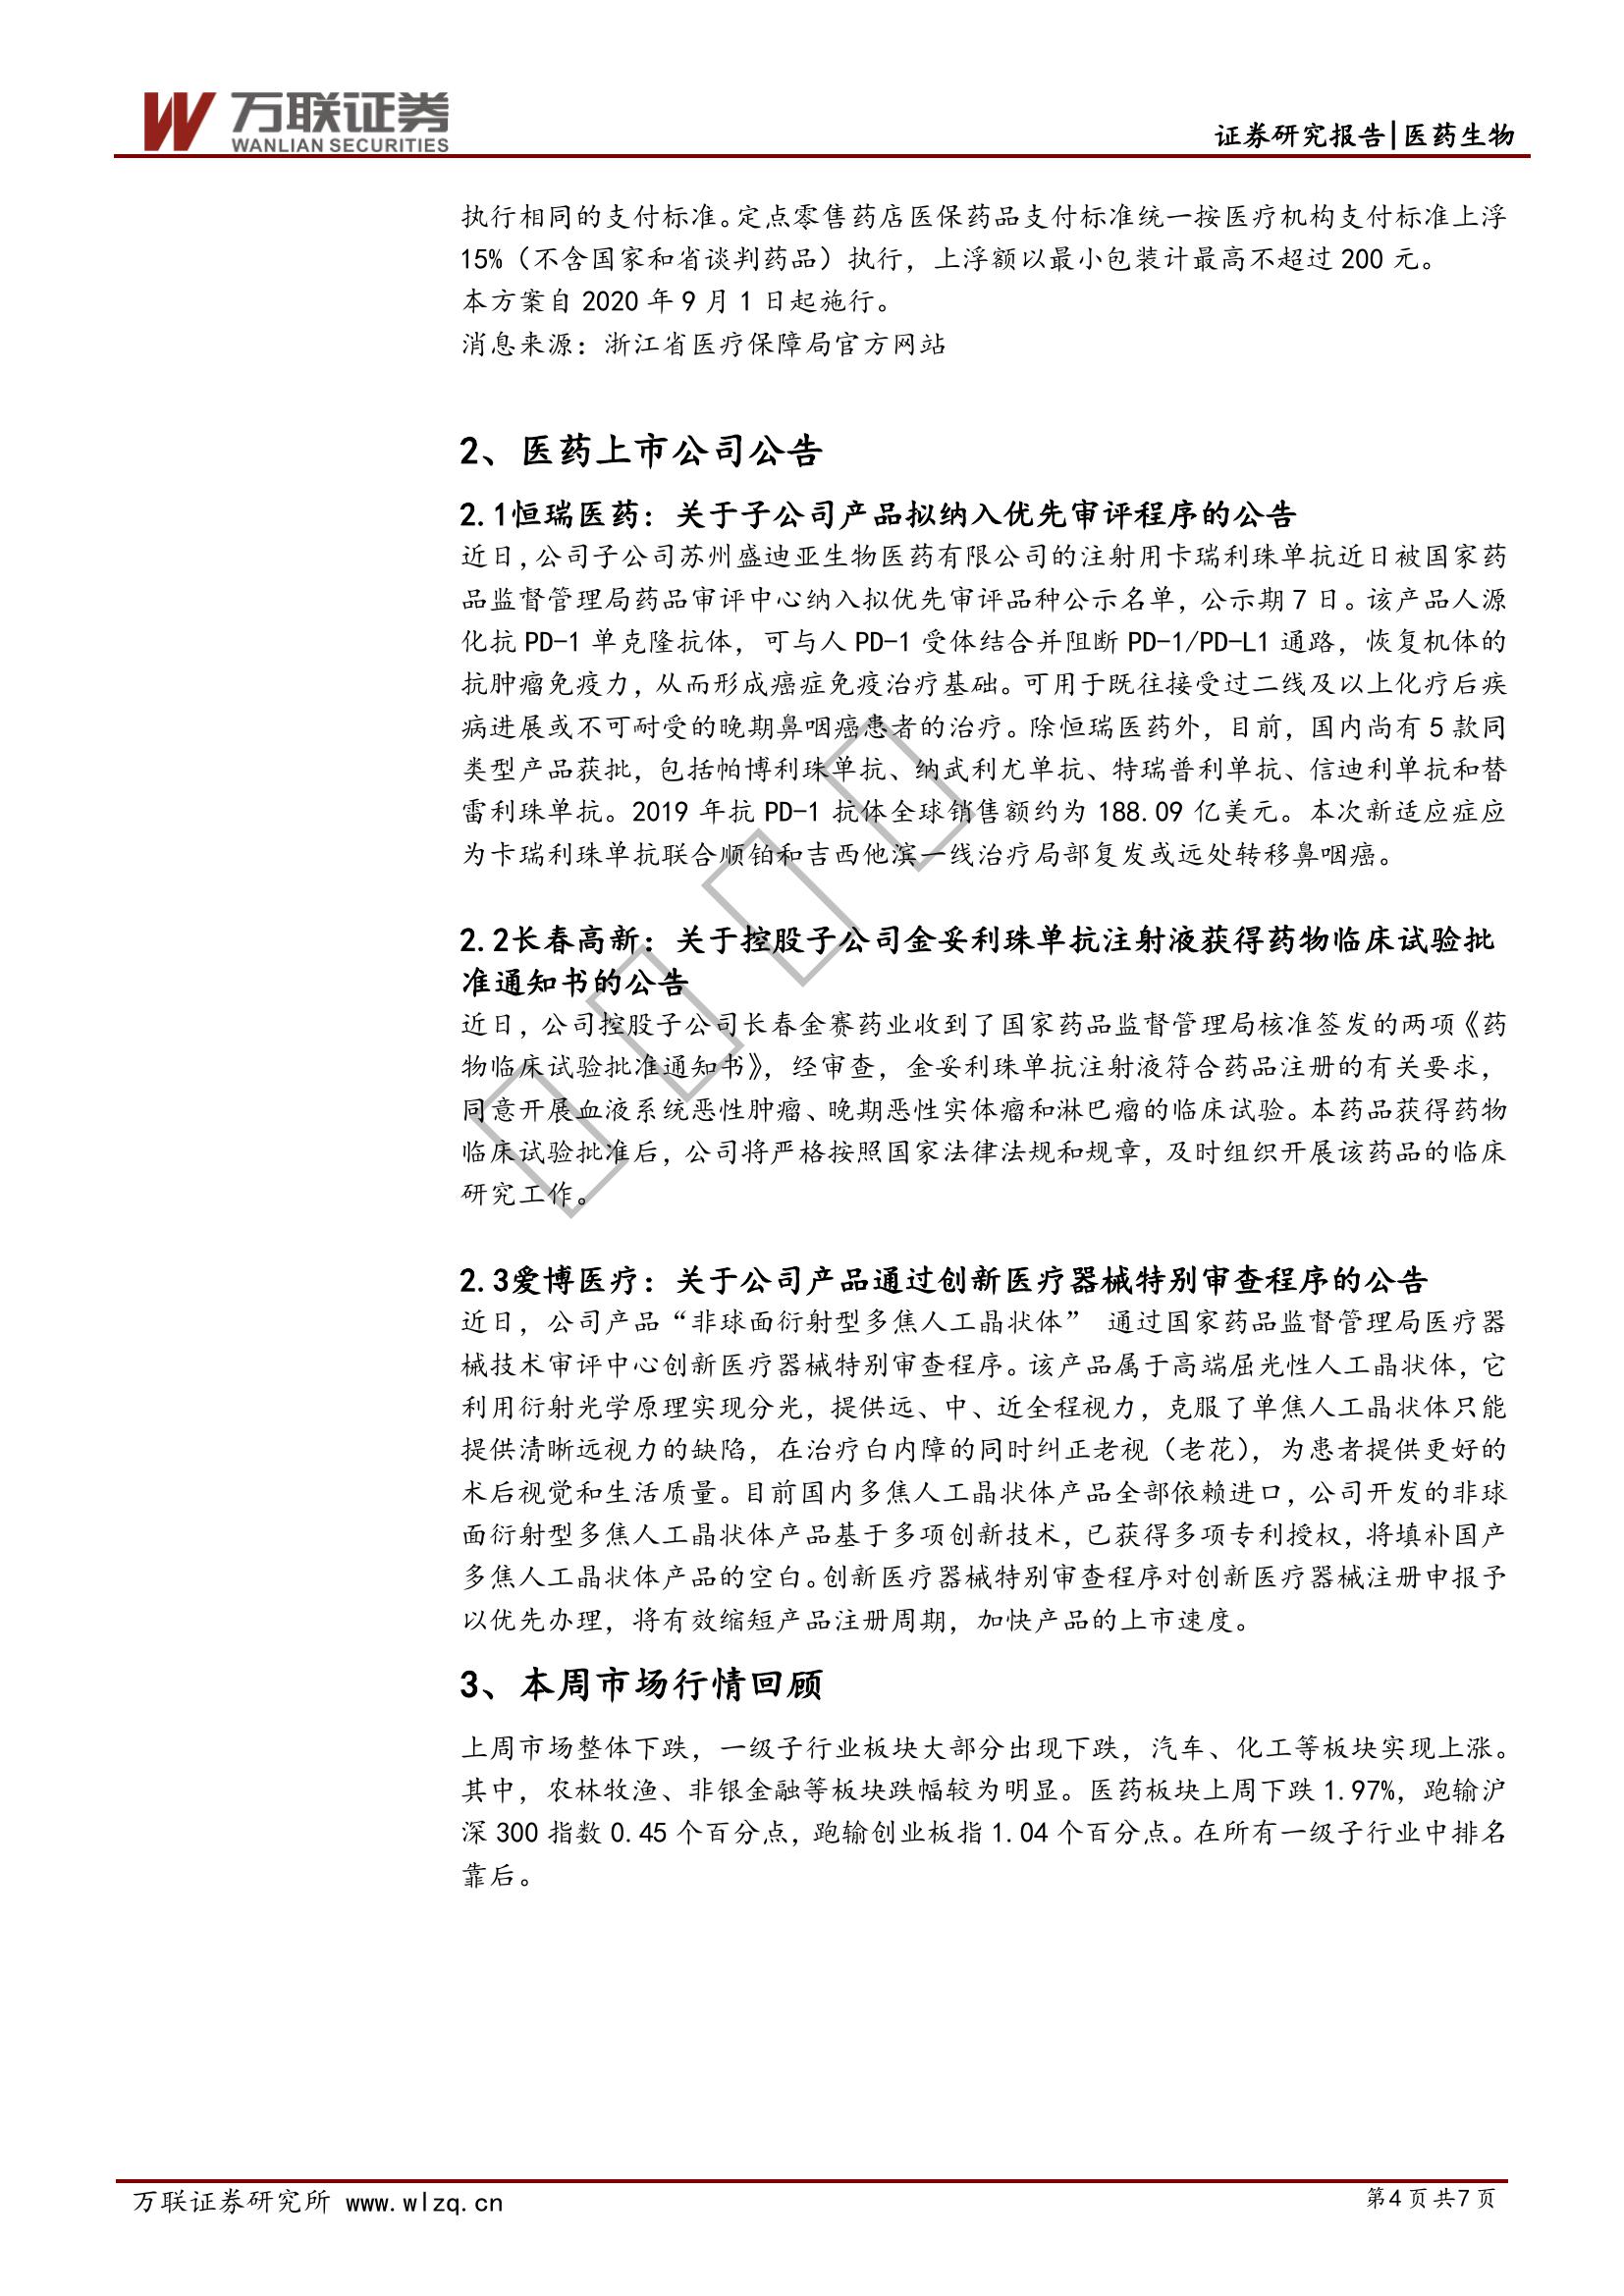 万联证券
WANLIAN SECURITIES
证券研究报告|医药生物
执行相同的支付标准。定点零售药店医保药品支付标准统一按医疗机构支付标准上浮
15%（不含国家和省谈判药品）执行，上浮额以最小包装计最高不超过 200 元。
本方案自 2020 年 9 月 1 日起施行。
消息来源：浙江省医疗保障局官方网站
2、医药上市公司公告
2.1恒瑞医药：关于子公司产品拟纳入优先审评程序的公告
近日，公司子公司苏州盛迪亚生物医药有限公司的注射用卡瑞利珠单抗近日被国家药
品监督管理局药品审评中心纳入拟优先审评品种公示名单，公示期 7 日。该产品人源
化抗 PD-1 单克隆抗体，可与人 PD-1 受体结合并阻断 PD-1/PD-L1 通路，恢复机体的
抗肿瘤免疫力，从而形成癌症免疫治疗基础。可用于既往接受过二线及以上化疗后疾
病进展或不可耐受的晚期鼻咽癌患者的治疗。除恒瑞医药外，目前，国内尚有 5 款同
类型产品获批，包括帕博利珠单抗、纳武利尤单抗、特瑞普利单抗、信迪利单抗和替
雷利珠单抗。2019 年抗 PD-1 抗体全球销售额约为 188.09 亿美元。本次新适应症应
为卡瑞利珠单抗联合顺铂和吉西他滨一线治疗局部复发或远处转移鼻咽癌。
2.2长春高新：关于控股子公司金妥利珠单抗注射液获得药物临床试验批
准通知书的公告
近日，公司控股子公司长春金赛药业收到了国家药品监督管理局核准签发的两项《药
物临床试验批准通知书》，经审查，金妥利珠单抗注射液符合药品注册的有关要求，
同意开展血液系统恶性肿瘤、晚期恶性实体瘤和淋巴瘤的临床试验。本药品获得药物
临床试验批准后，公司将严格按照国家法律法规和规章，及时组织开展该药品的临床
研究工作。
2.3爱博医疗：关于公司产品通过创新医疗器械特别审查程序的公告
近日，公司产品“非球面衍射型多焦人工晶状体” 通过国家药品监督管理局医疗器
械技术审评中心创新医疗器械特别审查程序。该产品属于高端屈光性人工晶状体，它
利用衍射光学原理实现分光，提供远、中、近全程视力，克服了单焦人工晶状体只能
提供清晰远视力的缺陷，在治疗白内障的同时纠正老视（老花），为患者提供更好的
术后视觉和生活质量。目前国内多焦人工晶状体产品全部依赖进口，公司开发的非球
面衍射型多焦人工晶状体产品基于多项创新技术，已获得多项专利授权，将填补国产
多焦人工晶状体产品的空白。创新医疗器械特别审查程序对创新医疗器械注册申报予
以优先办理，将有效缩短产品注册周期，加快产品的上市速度。
3、本周市场行情回顾
上周市场整体下跌，一级子行业板块大部分出现下跌，汽车、化工等板块实现上涨。
其中，农林牧渔、非银金融等板块跌幅较为明显。医药板块上周下跌 1.97%，跑输沪
深 300 指数 0.45 个百分点，跑输创业板指 1.04 个百分点。在所有一级子行业中排名
靠后。
万联证券研究所 www.wlzq.cn
第4页共7页